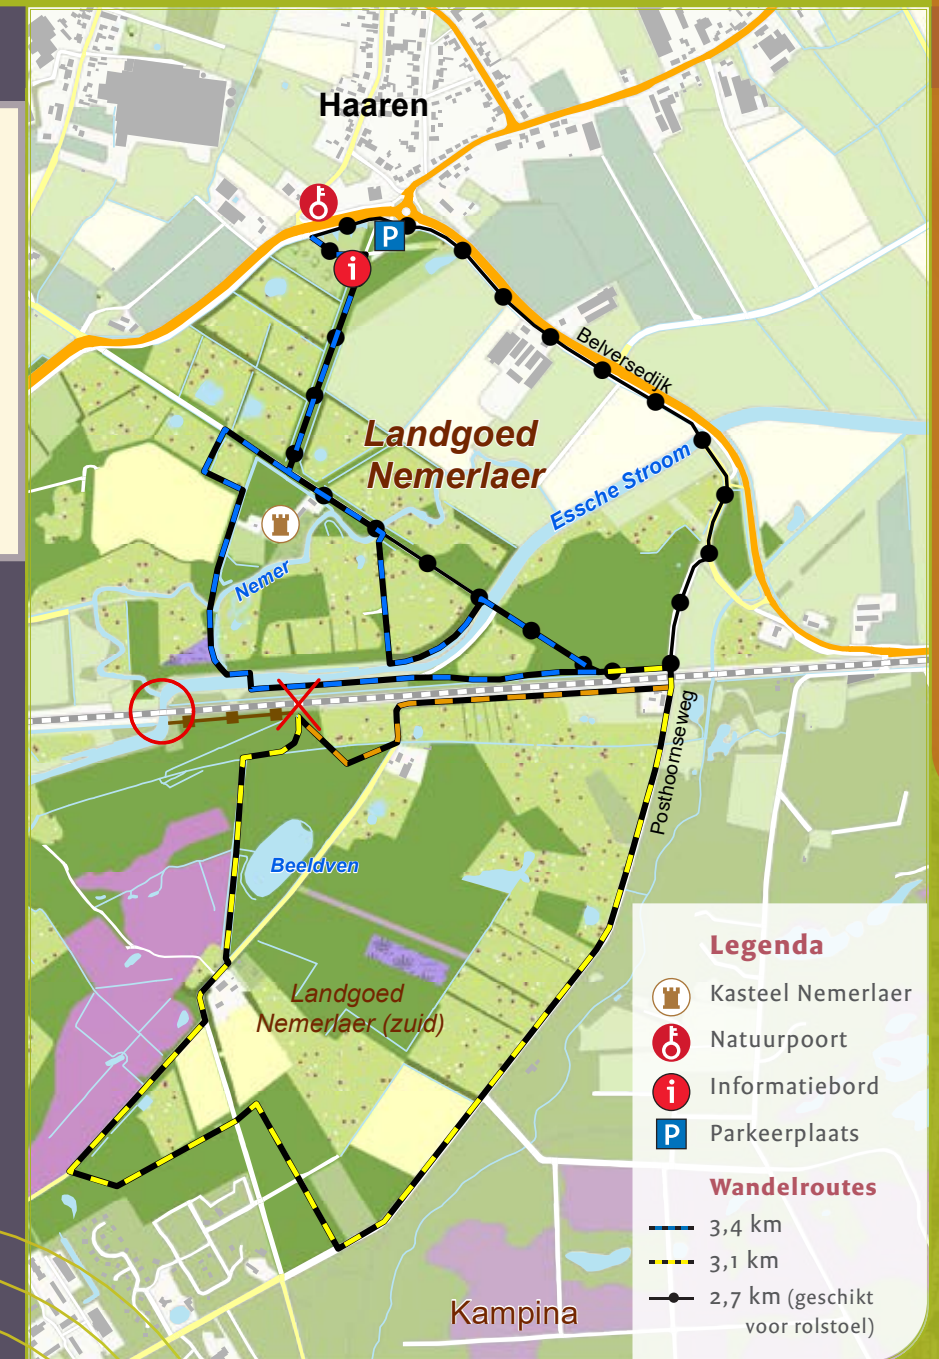 Haaren
P
i
Belversedijk
Landgoed
Nemerlaer
Essche Stroom
Nemer
Posthoornseweg
Beeldven
Landgoed
Nemerlaer (zuid)
Kampina
Legenda
Kasteel Nemerlaer
Natuurpoort
i Informatiebord
P Parkeerplaats
Wandelroutes
3,4 km
3,1 km
2,7 km (geschikt
voor rolstoel)